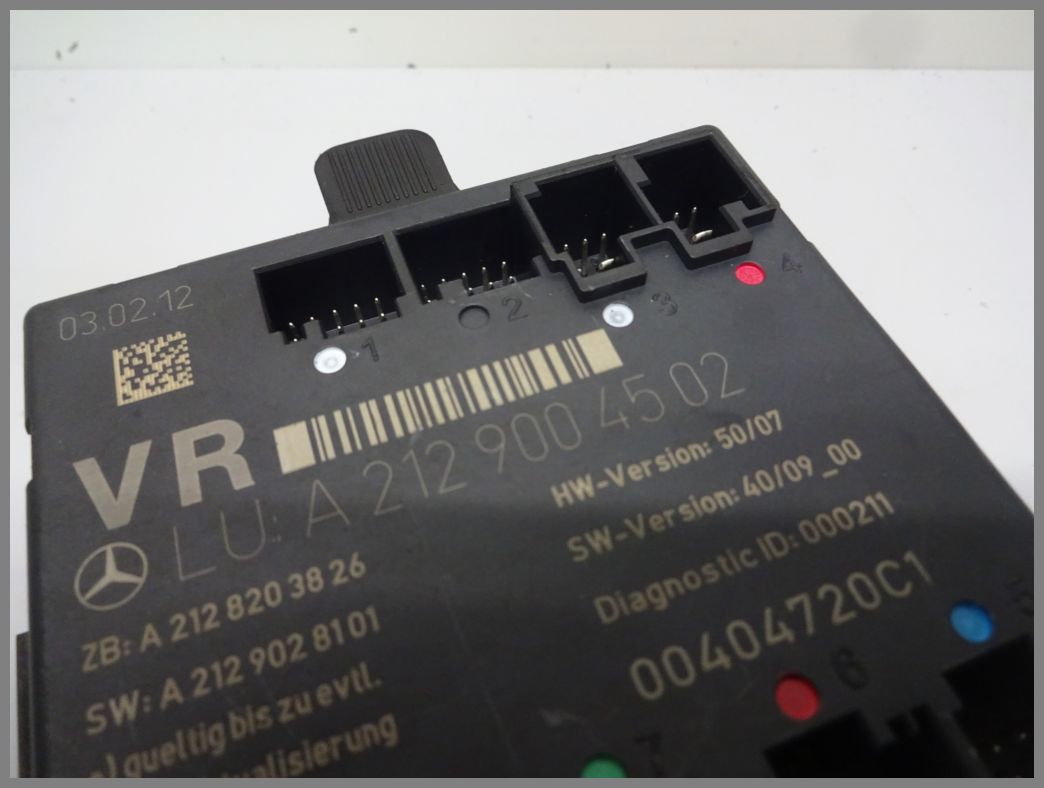 1 2 3 4
03.02.12
VR
LU: A 212 900 45 02
HW-Version: 50/07
SW-Version: 40/09_00
Diagnostic ID: 000211
00404720C1
ZB: A 212 820 38 26
SW: A 212 902 81 01
gueltig bis zu evtl.
5
6
7